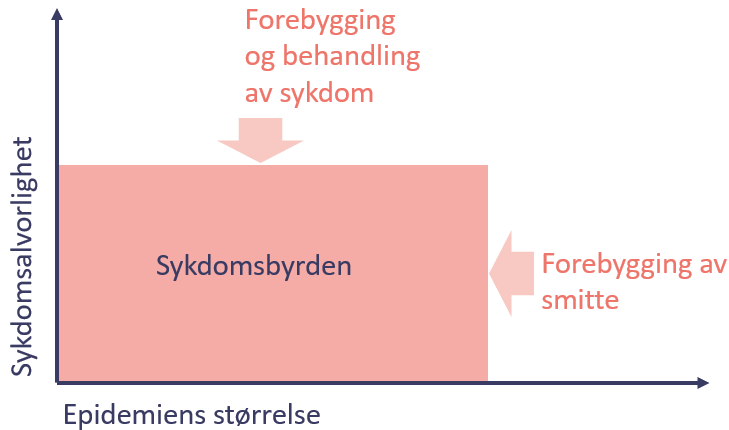 Forebygging
og behandling
av sykdom
Sykdomsalvorlighet
Sykdomsbyrden
Forebygging av
smitte
Epidemiens størrelse